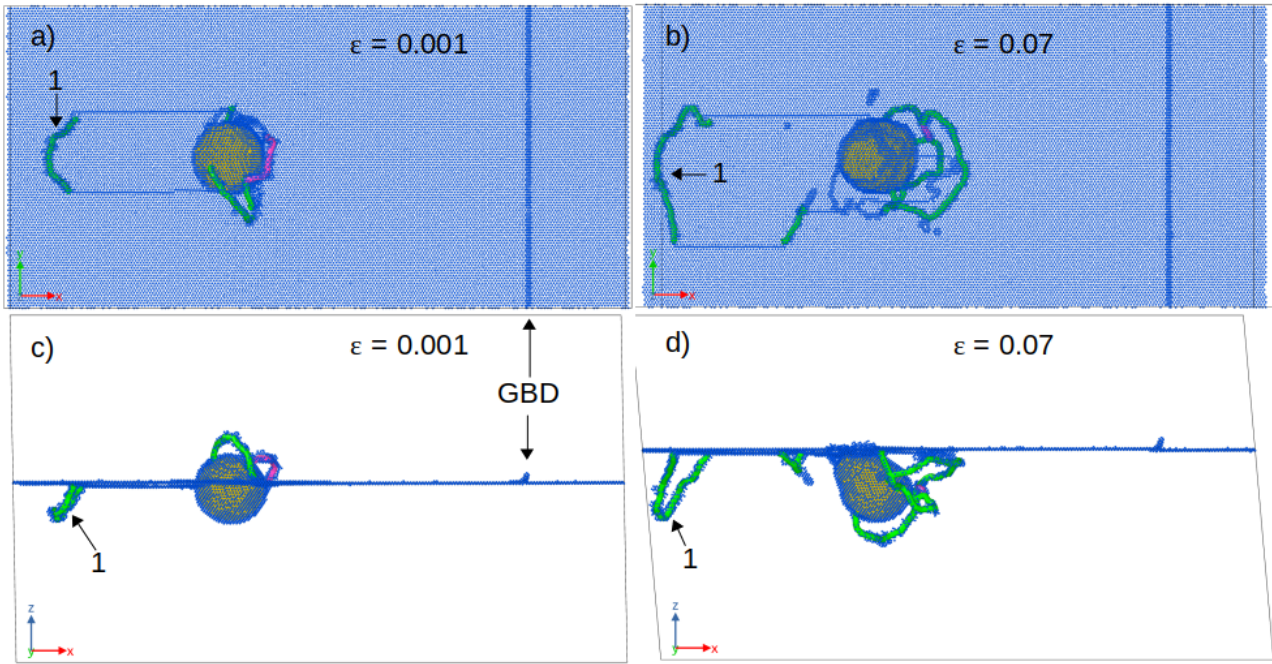 a) ε = 0.001
1
y
x
b) ε = 0.07
1
y
x
c) ε = 0.001
GBD
1
z
y
x
d) ε = 0.07
1
z
y
x